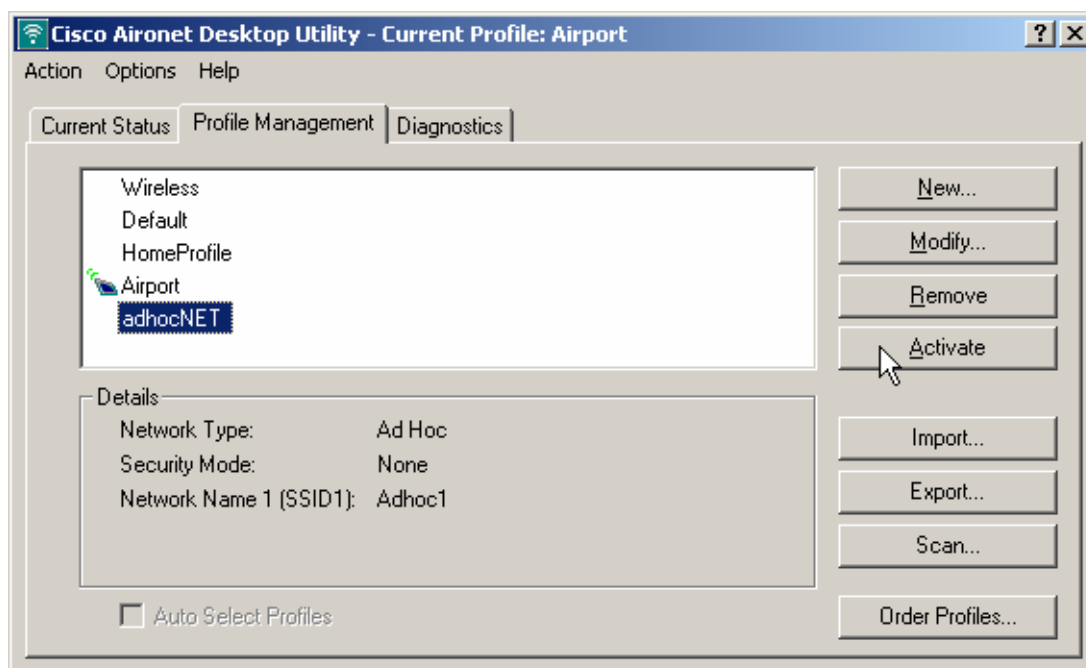 Cisco Aironet Desktop Utility - Current Profile: Airport
Action Options Help
Current Status Profile Management Diagnostics
Wireless
Default
HomeProfile
Airport
adhocNET
New...
Modify...
Remove
Activate
Details
Network Type: Ad Hoc
Security Mode: None
Network Name 1 (SSID1): Adhoc1
Import...
Export...
Scan...
Auto Select Profiles
Order Profiles...